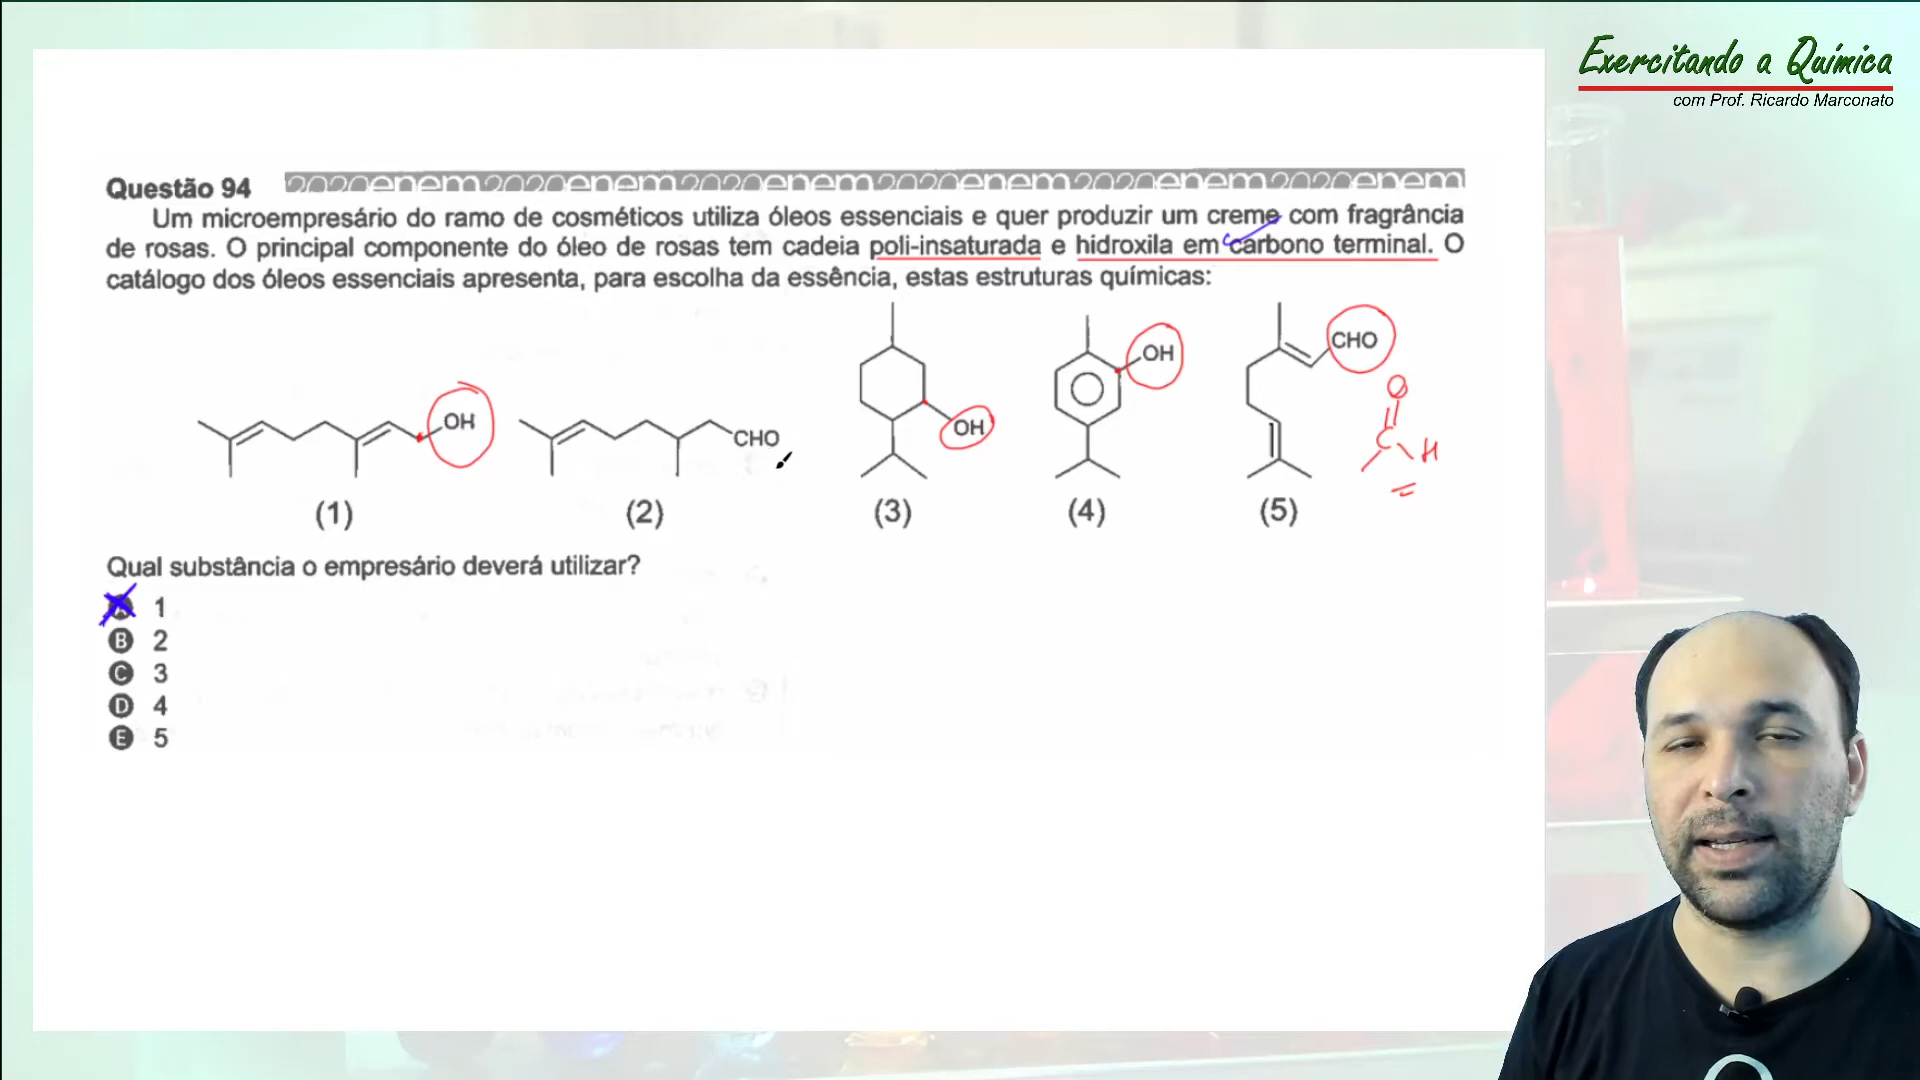 Exercitando a Química
com Prof. Ricardo Marconato
Questão 94 2020enem2020enem2020enem2020enem2020enem2020enem
Um microempresário do ramo de cosméticos utiliza óleos essenciais e quer produzir um creme com fragrância
de rosas. O principal componente do óleo de rosas tem cadeia poli-insaturada e hidroxila em carbono terminal. O
catálogo dos óleos essenciais apresenta, para escolha da essência, estas estruturas químicas:
OH
CHO
OH
OH
CHO
O
C
H
(1)
(2)
(3)
(4)
(5)
Qual substância o empresário deverá utilizar?
A 1
B 2
C 3
D 4
E 5